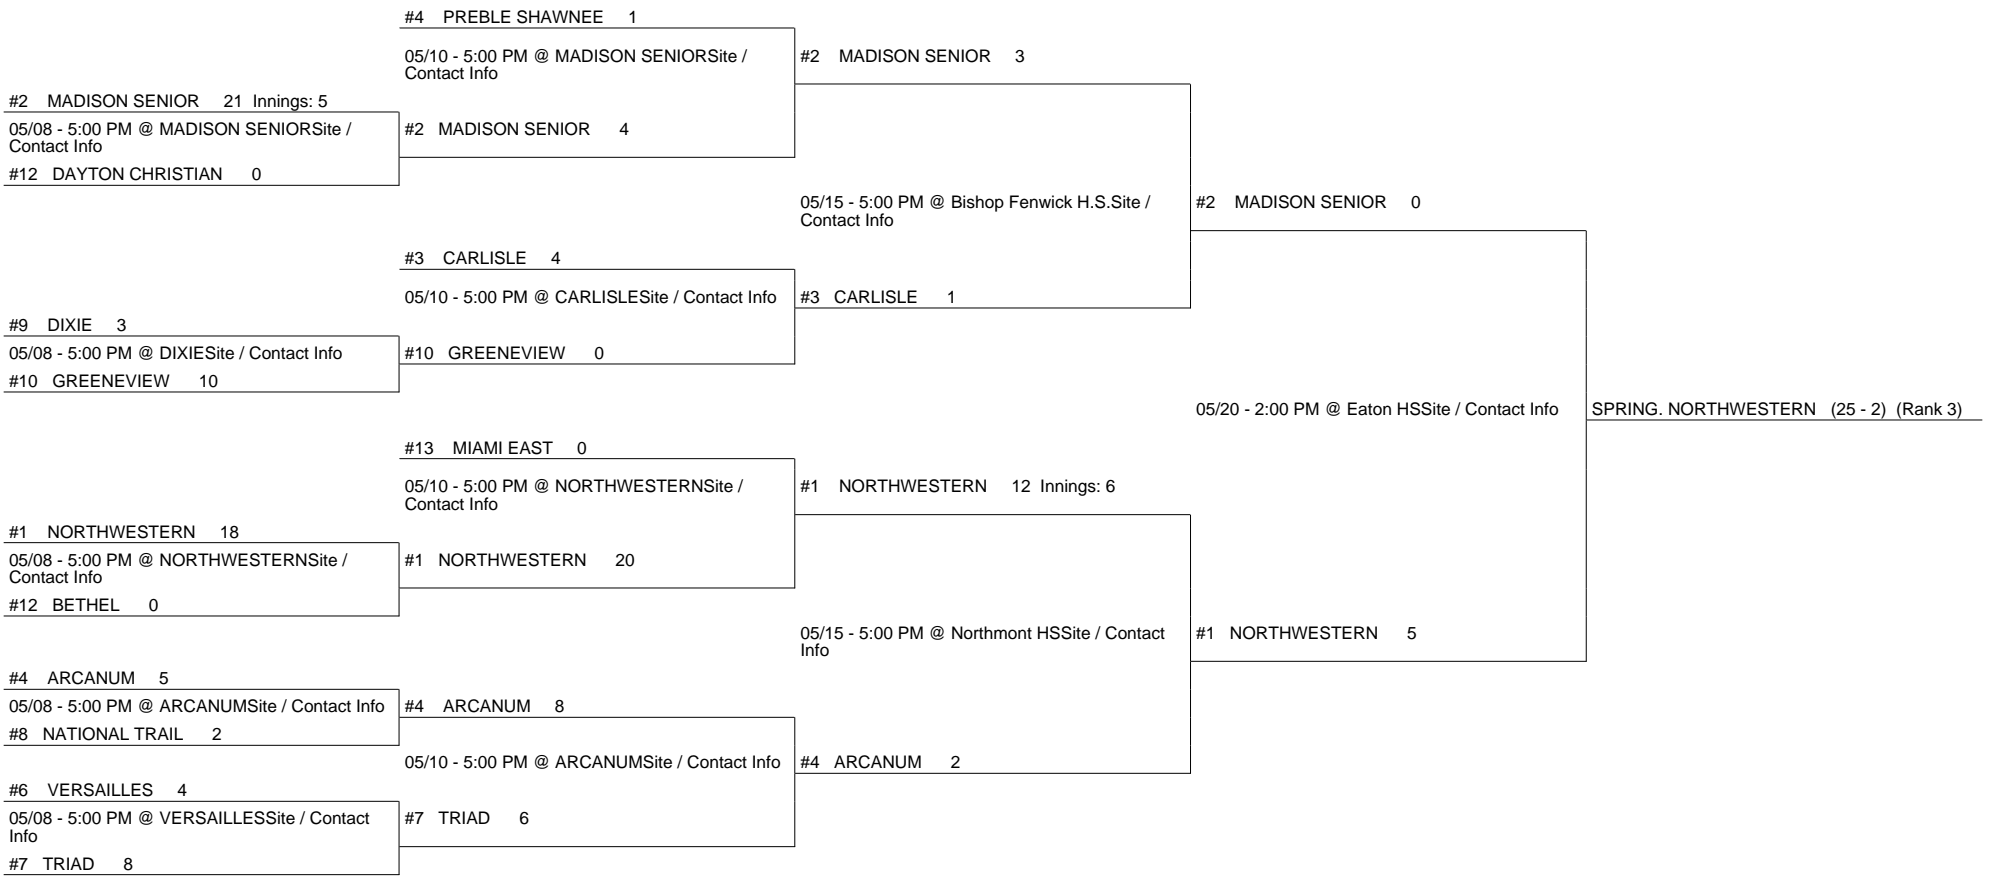 #4 PREBLE SHAWNEE 1
05/10 - 5:00 PM @ MADISON SENIORSite /
Contact Info
#2 MADISON SENIOR 3
#2 MADISON SENIOR 21 Innings: 5
05/08 - 5:00 PM @ MADISON SENIORSite /
Contact Info
#2 MADISON SENIOR 4
#12 DAYTON CHRISTIAN 0
05/15 - 5:00 PM @ Bishop Fenwick H.S.Site /
Contact Info
#2 MADISON SENIOR 0
#3 CARLISLE 4
05/10 - 5:00 PM @ CARLISLESite / Contact Info
#3 CARLISLE 1
#9 DIXIE 3
05/08 - 5:00 PM @ DIXIESite / Contact Info
#10 GREENEVIEW 0
#10 GREENEVIEW 10
05/20 - 2:00 PM @ Eaton HSSite / Contact Info
SPRING. NORTHWESTERN (25 - 2) (Rank 3)
#13 MIAMI EAST 0
05/10 - 5:00 PM @ NORTHWESTERNSite /
Contact Info
#1 NORTHWESTERN 12 Innings: 6
#1 NORTHWESTERN 18
05/08 - 5:00 PM @ NORTHWESTERNSite /
Contact Info
#1 NORTHWESTERN 20
#12 BETHEL 0
05/15 - 5:00 PM @ Northmont HSSite / Contact
Info
#1 NORTHWESTERN 5
#4 ARCANUM 5
05/08 - 5:00 PM @ ARCANUMSite / Contact Info
#4 ARCANUM 8
#8 NATIONAL TRAIL 2
05/10 - 5:00 PM @ ARCANUMSite / Contact Info
#4 ARCANUM 2
#6 VERSAILLES 4
05/08 - 5:00 PM @ VERSAILLESSite / Contact
Info
#7 TRIAD 6
#7 TRIAD 8